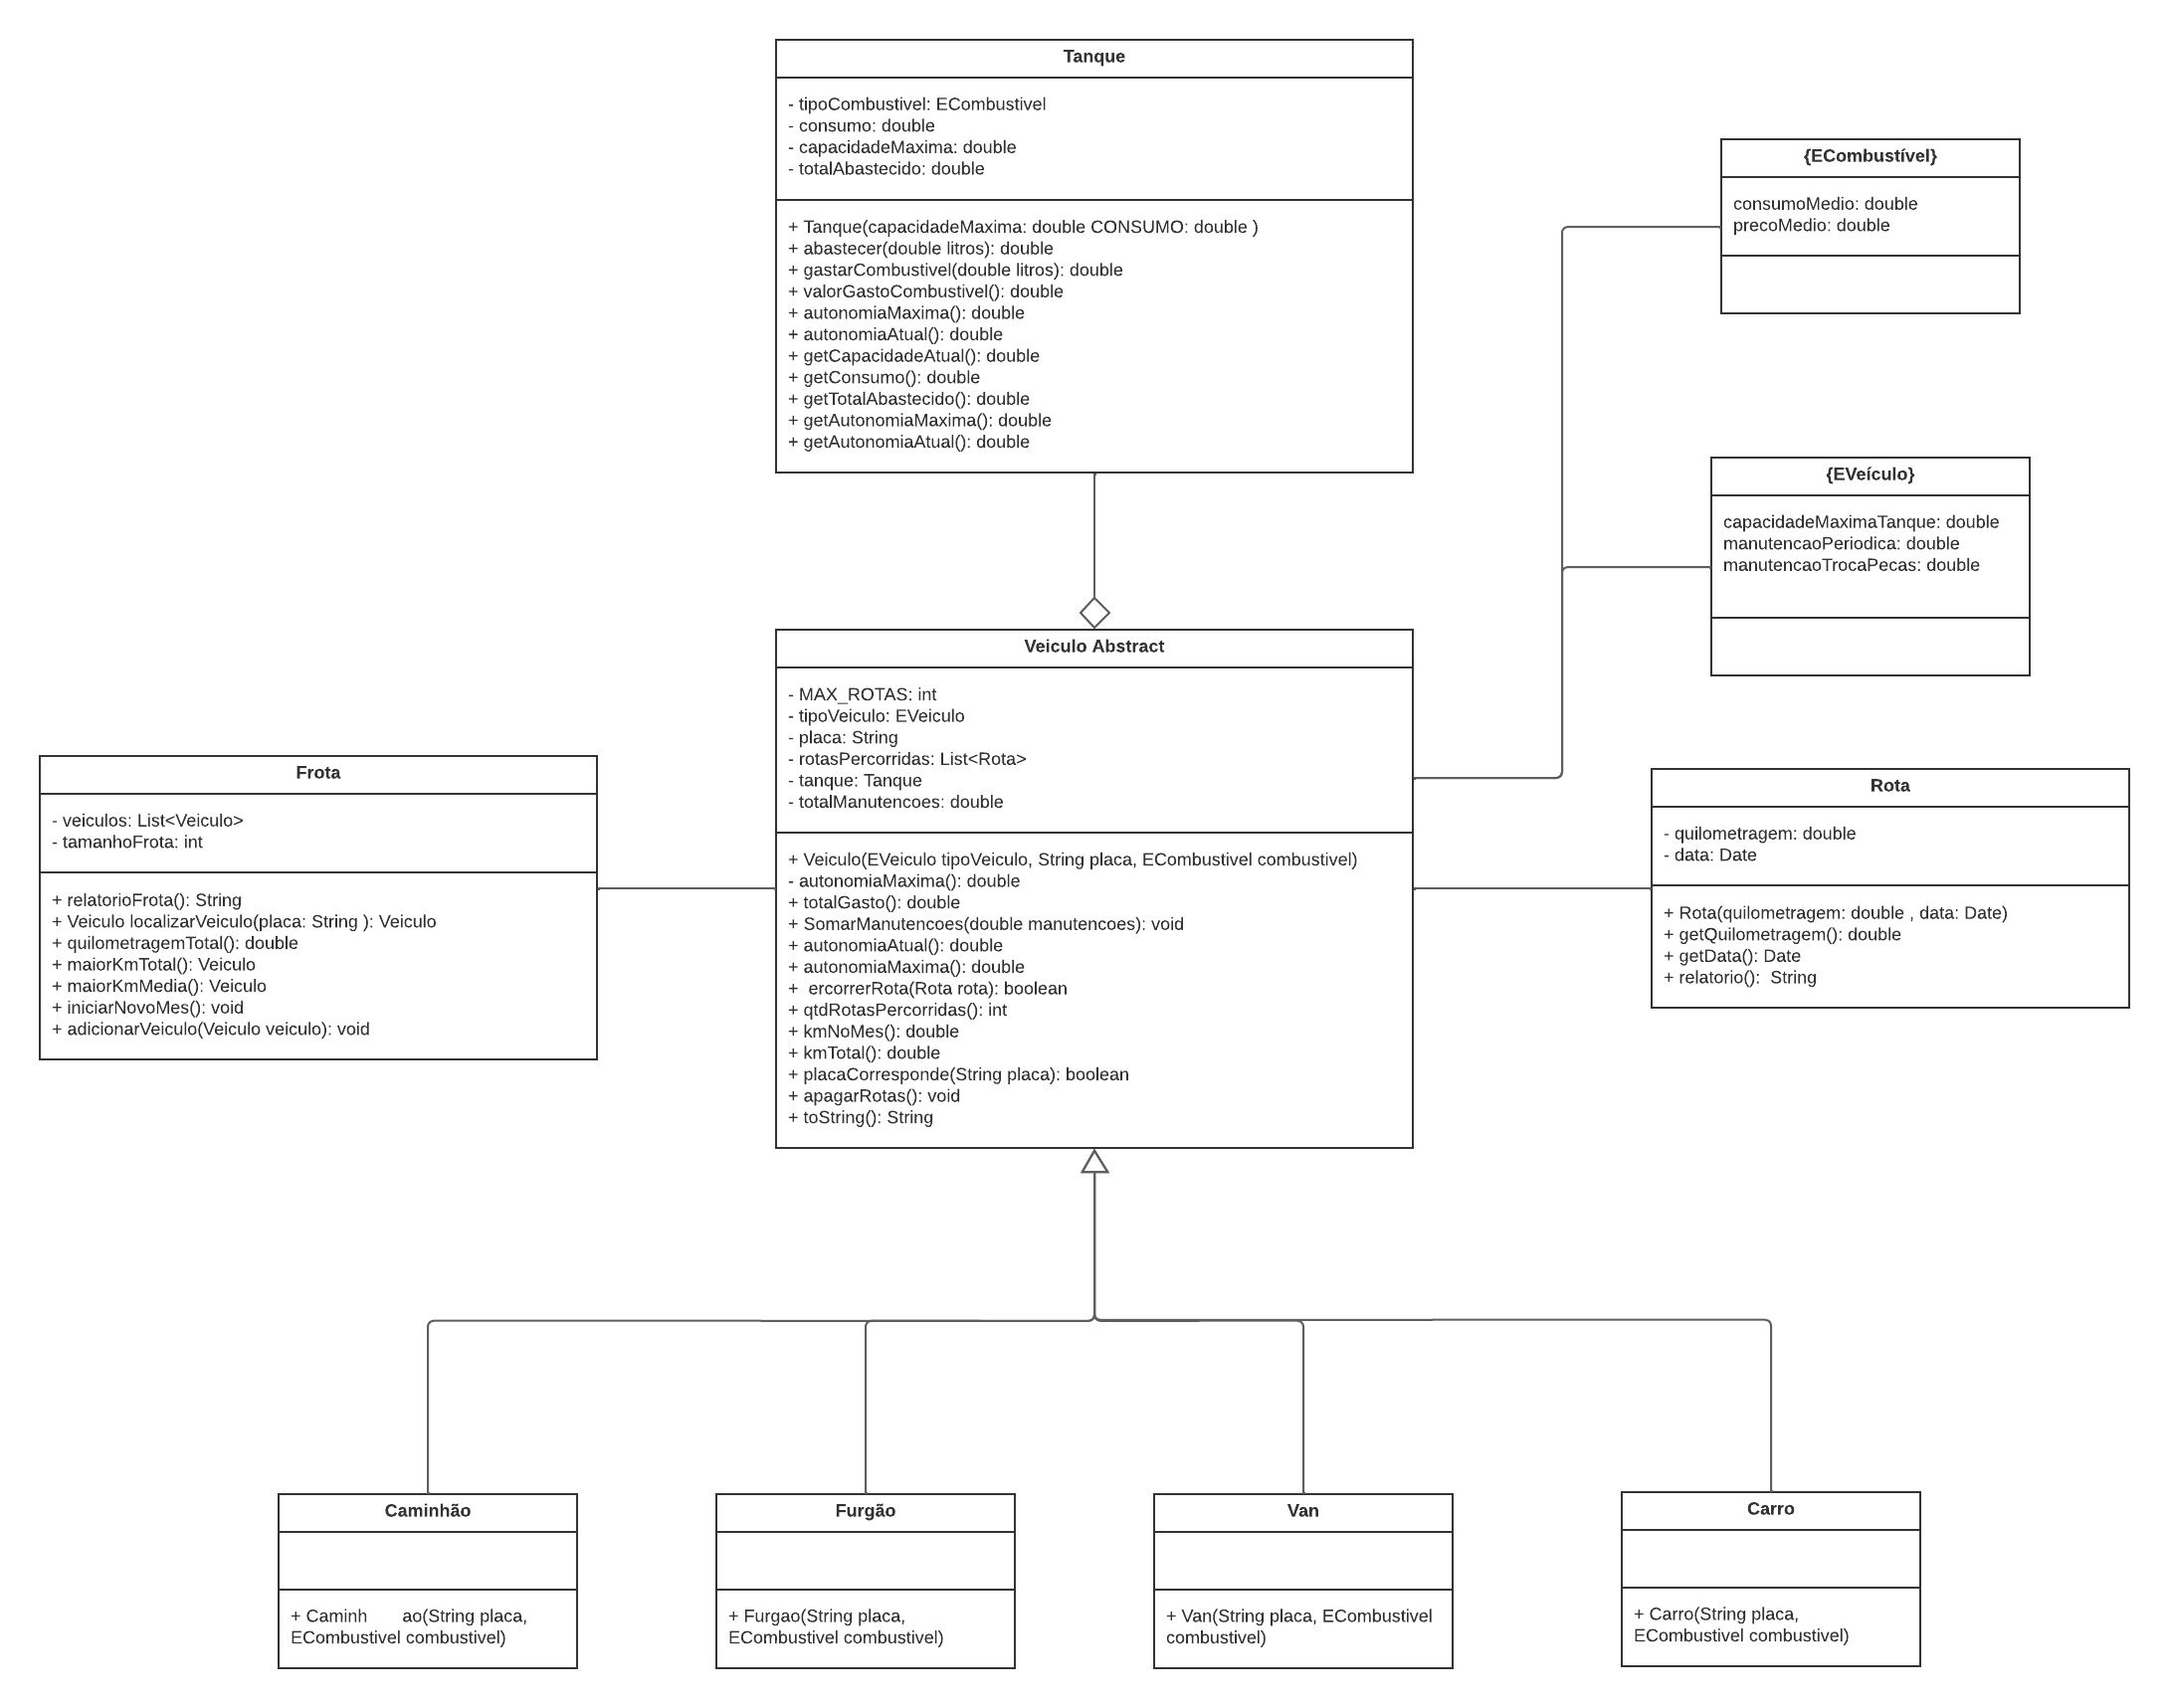 Tanque
- tipoCombustivel: ECombustivel
- consumo: double
- capacidadeMaxima: double
- totalAbastecido: double
+ Tanque(capacidadeMaxima: double CONSUMO: double )
+ abastecer(double litros): double
+ gastarCombustivel(double litros): double
+ valorGastoCombustivel(): double
+ autonomiaMaxima(): double
+ autonomiaAtual(): double
+ getCapacidadeAtual(): double
+ getConsumo(): double
+ getTotalAbastecido(): double
+ getAutonomiaMaxima(): double
+ getAutonomiaAtual(): double
{ECombustível}
consumoMedio: double
precoMedio: double
{EVeículo}
capacidadeMaximaTanque: double
manutencaoPeriodica: double
manutencaoTrocaPecas: double
Veiculo Abstract
- MAX_ROTAS: int
- tipoVeiculo: EVeiculo
- placa: String
- rotasPercorridas: List<Rota>
- tanque: Tanque
- totalManutencoes: double
+ Veiculo(EVeiculo tipoVeiculo, String placa, ECombustivel combustivel)
- autonomiaMaxima(): double
+ totalGasto(): double
+ SomarManutencoes(double manutencoes): void
+ autonomiaAtual(): double
+ autonomiaMaxima(): double
+  ercorrerRota(Rota rota): boolean
+ qtdRotasPercorridas(): int
+ kmNoMes(): double
+ kmTotal(): double
+ placaCorresponde(String placa): boolean
+ apagarRotas(): void
+ toString(): String
Frota
- veiculos: List<Veiculo>
- tamanhoFrota: int
+ relatorioFrota(): String
+ Veiculo localizarVeiculo(placa: String ): Veiculo
+ quilometragemTotal(): double
+ maiorKmTotal(): Veiculo
+ maiorKmMedia(): Veiculo
+ iniciarNovoMes(): void
+ adicionarVeiculo(Veiculo veiculo): void
Rota
- quilometragem: double
- data: Date
+ Rota(quilometragem: double , data: Date)
+ getQuilometragem(): double
+ getData(): Date
+ relatorio():  String
Caminhão
+ Caminh       ao(String placa,
ECombustivel combustivel)
Furgão
+ Furgao(String placa,
ECombustivel combustivel)
Van
+ Van(String placa, ECombustivel
combustivel)
Carro
+ Carro(String placa,
ECombustivel combustivel)